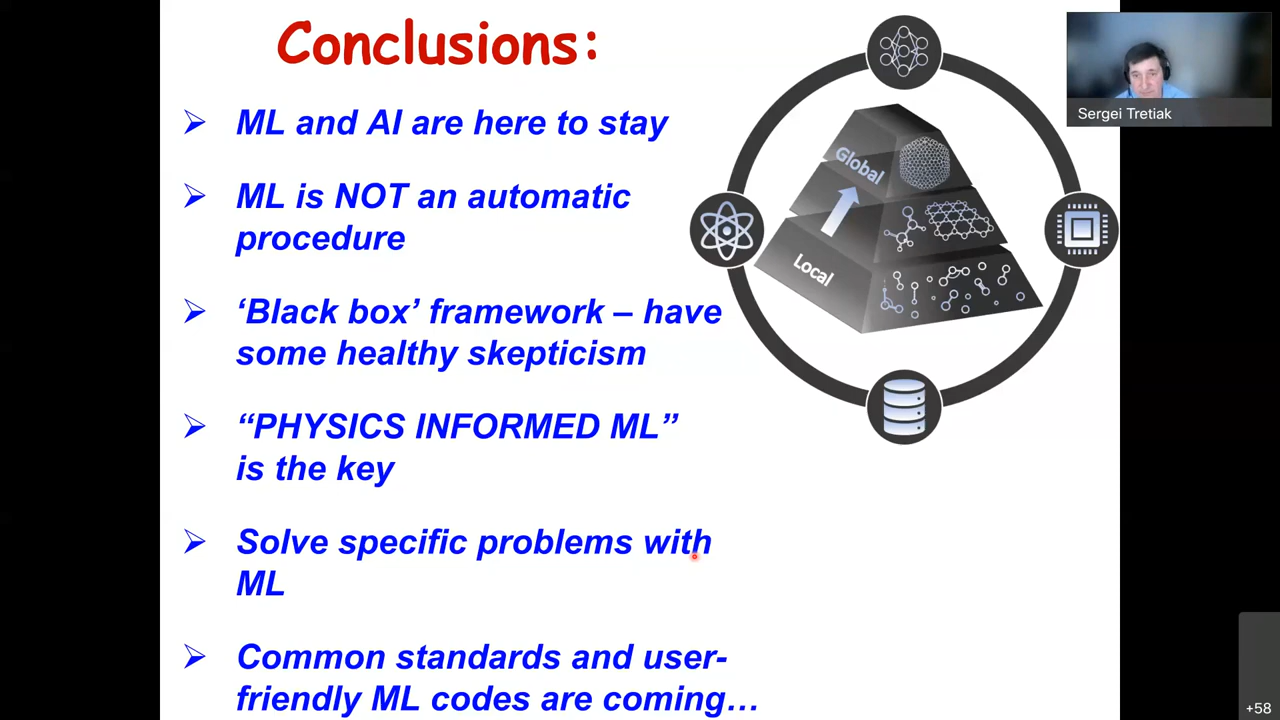 Conclusions:
ML and AI are here to stay
ML is NOT an automatic
procedure
‘Black box’ framework – have
some healthy skepticism
“PHYSICS INFORMED ML”
is the key
Solve specific problems with
ML
Common standards and user-
friendly ML codes are coming…
Global
Local
Sergei Tretiak
+58